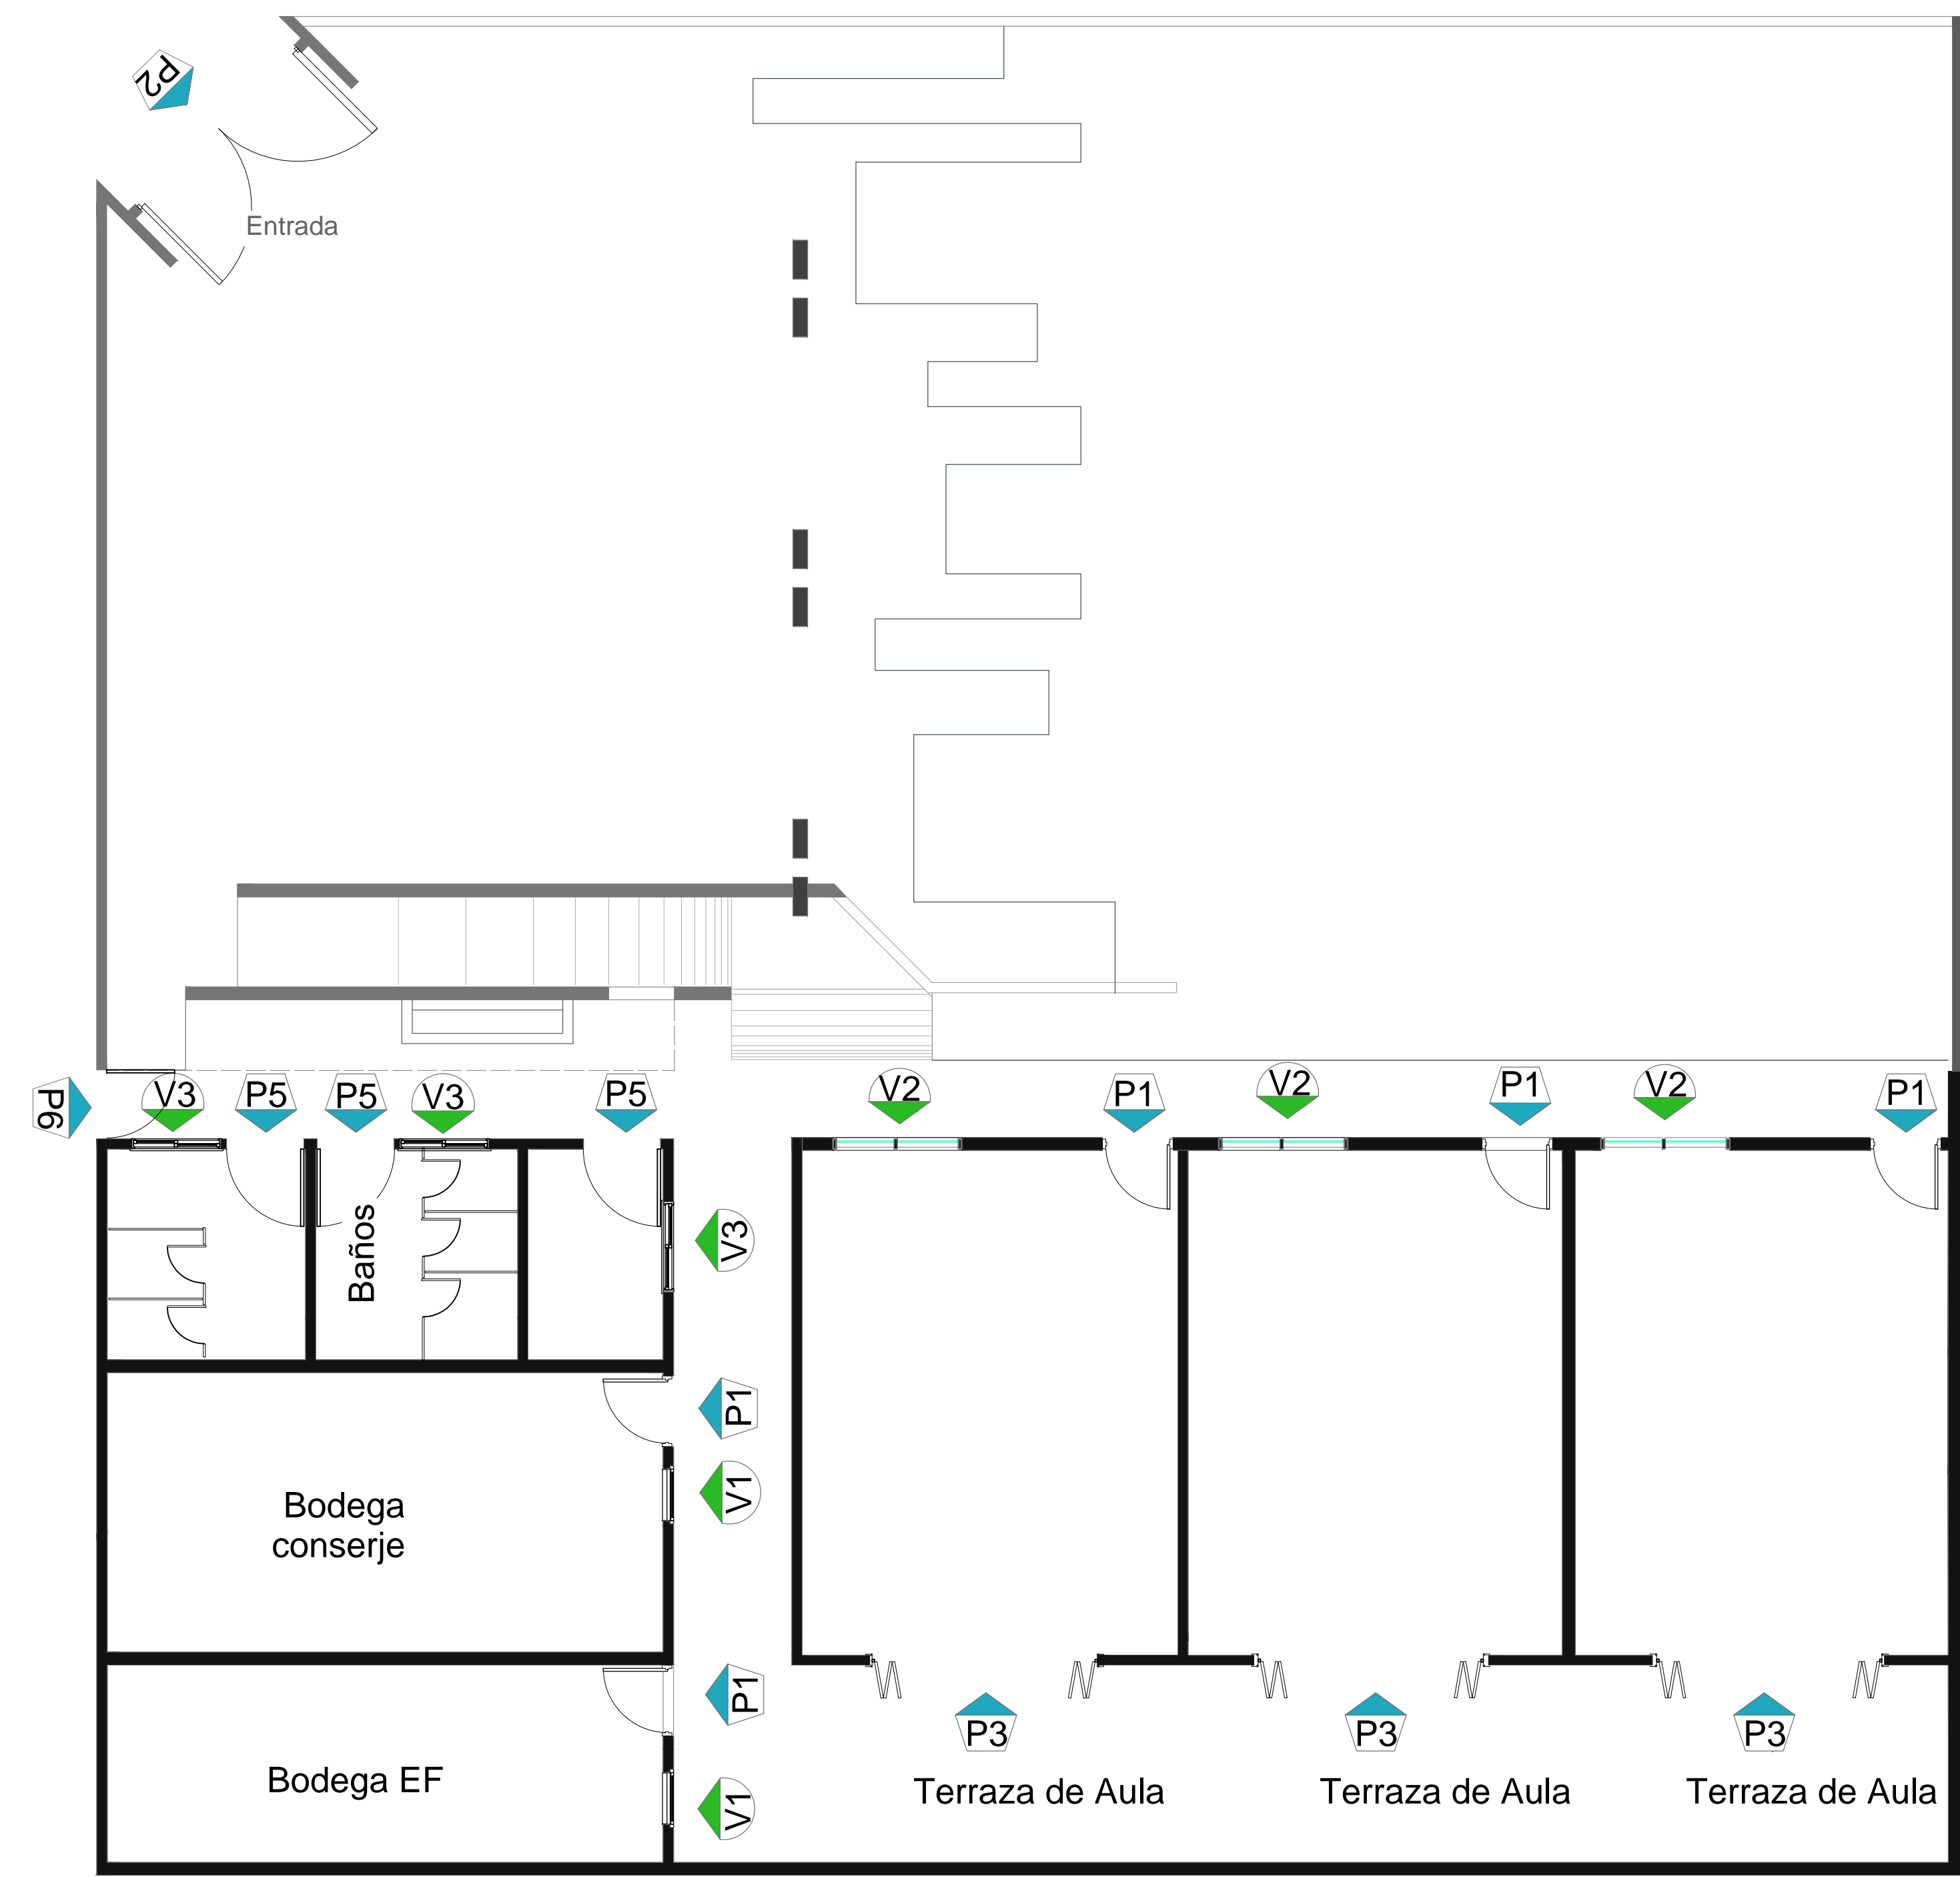 P2
Entrada
P6
V3
P5
P5
V3
P5
V2
P1
V2
P1
V2
P1
Baños
V3
P1
Bodega
conserje
V1
P1
Bodega EF
V1
P3
P3
P3
Terraza de Aula
Terraza de Aula
Terraza de Aula